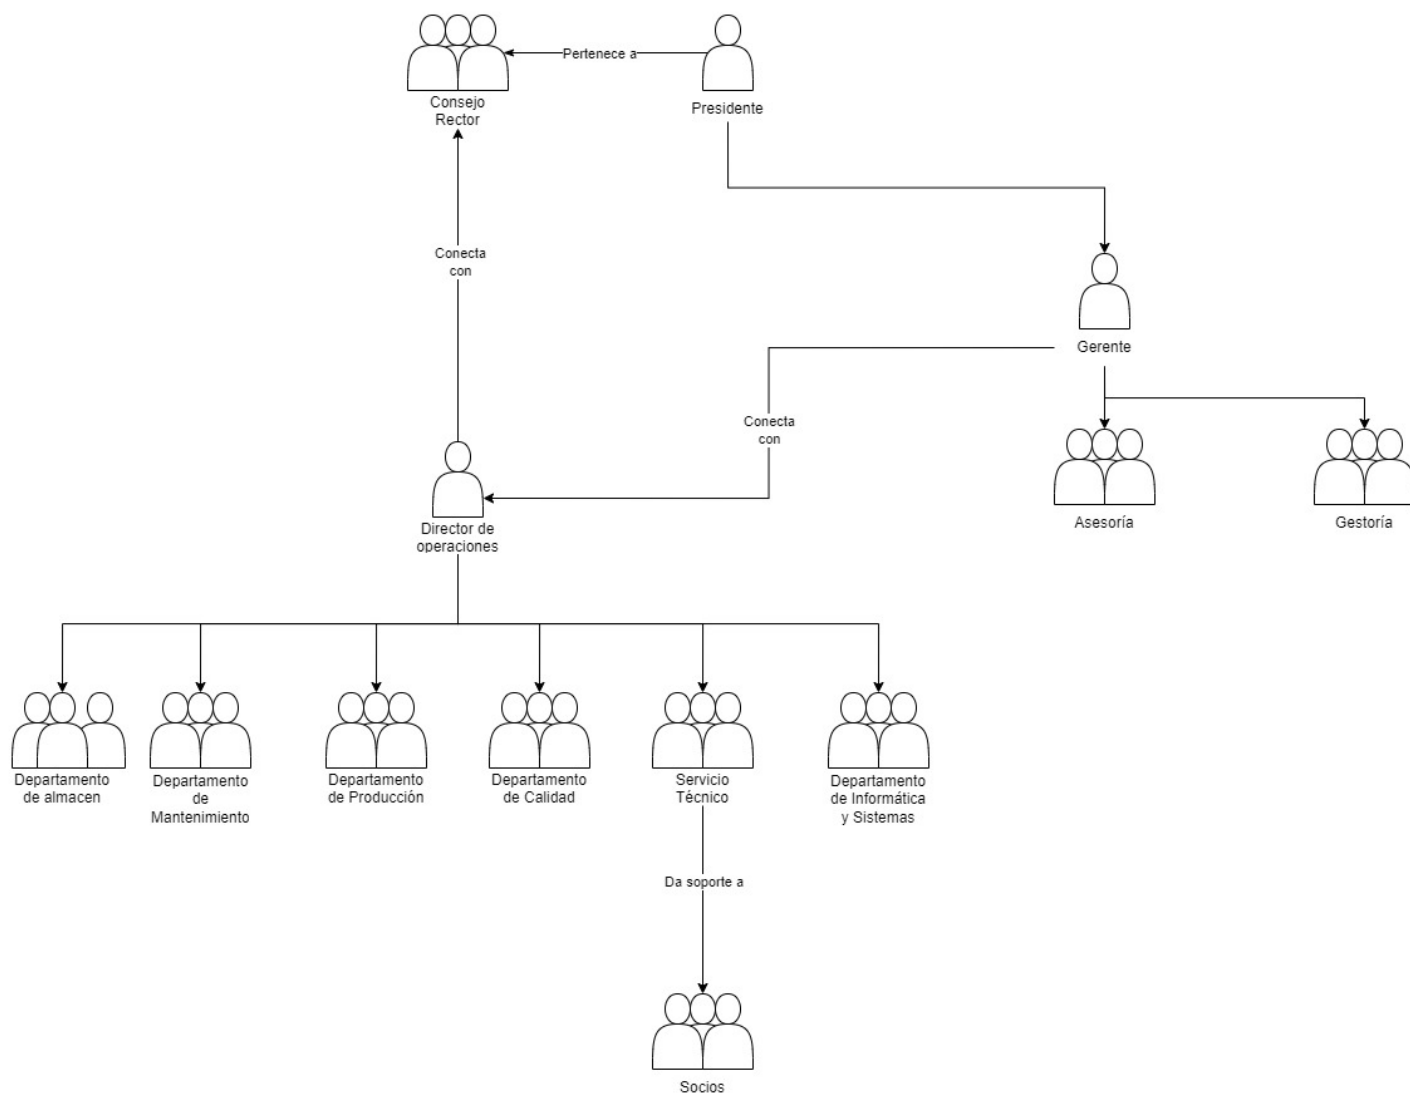 Pertenece a
Consejo
Rector
Presidente
Conecta
con
Gerente
Conecta
con
Asesoría
Gestoría
Director de
operaciones
Departamento
de almacen
Departamento
de
Mantenimiento
Departamento
de Producción
Departamento
de Calidad
Servicio
Técnico
Departamento
de Informática
y Sistemas
Da soporte a
Socios